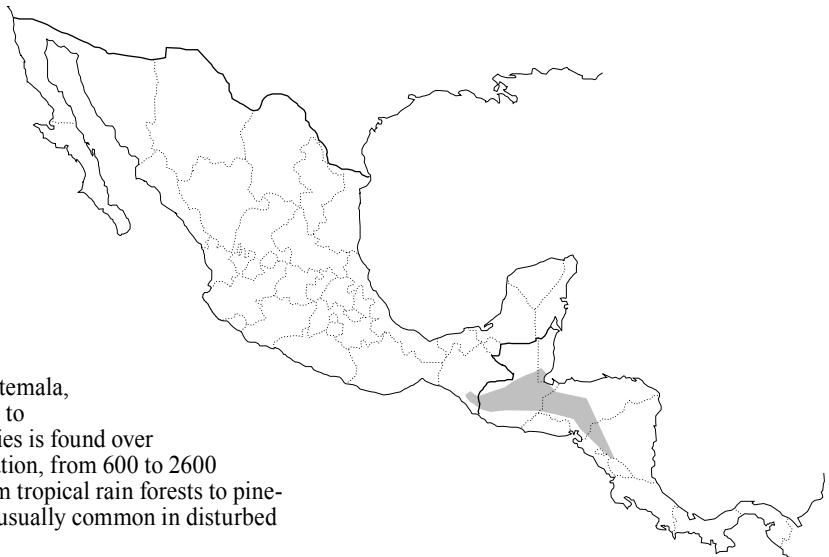 temala,
to
ies is found over
ation, from 600 to 2600
m tropical rain forests to pine-
usually common in disturbed